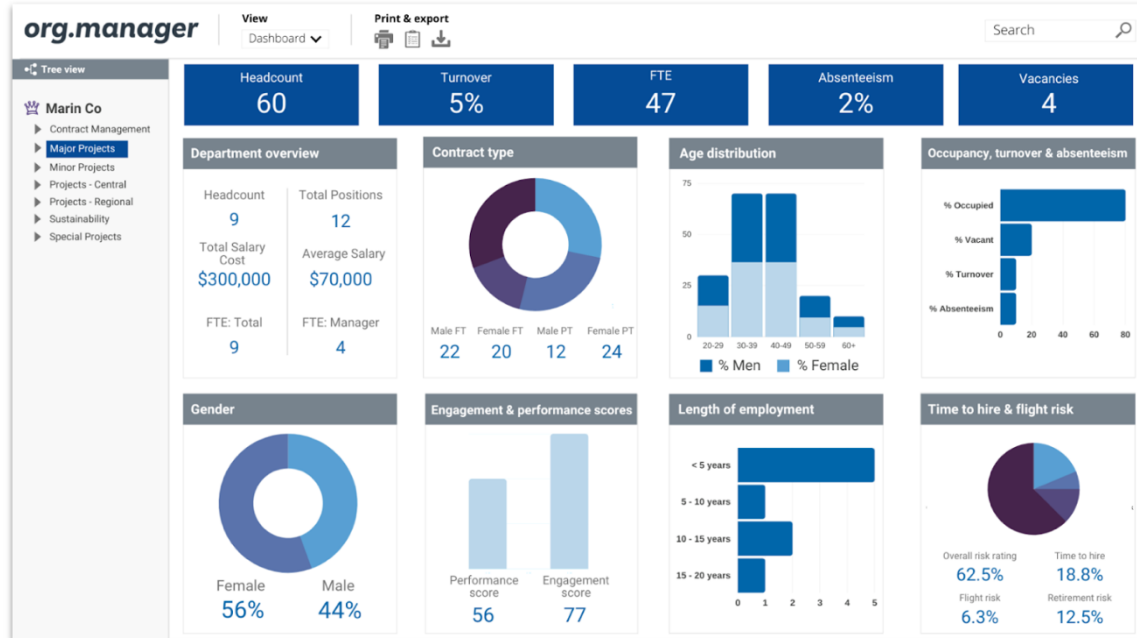 org.manager
View
Dashboard
Print & export
Search
Tree view
Marin Co
Contract Management
Major Projects
Minor Projects
Projects - Central
Projects - Regional
Sustainability
Special Projects
Headcount
60
Turnover
5%
FTE
47
Absenteeism
2%
Vacancies
4
Department overview
Headcount
9
Total Positions
12
Total Salary
Cost
$300,000
Average Salary
$70,000
FTE: Total
9
FTE: Manager
4
Contract type
Male FT Female FT Male PT Female PT
22 20 12 24
Age distribution
75
50
25
0
20-29 30-39 40-49 50-59 60+
% Men % Female
Occupancy, turnover & absenteeism
% Occupied
% Vacant
% Turnover
% Absenteeism
0 20 40 60 80
Gender
Female Male
56% 44%
Engagement & performance scores
Performance
score
56
Engagement
score
77
Length of employment
< 5 years
5 - 10 years
10 - 15 years
15 - 20 years
0 1 2 3 4 5
Time to hire & flight risk
Overall risk rating
62.5%
Time to hire
18.8%
Flight risk
6.3%
Retirement risk
12.5%